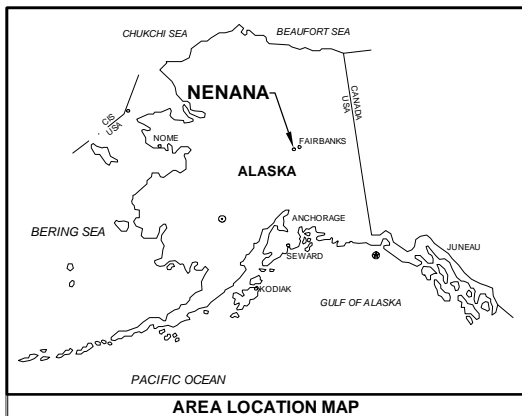 CHUKCHI SEA
BEAUFORT SEA
NENANA
CANADA
USA
CIS
USA
NOME
FAIRBANKS
ALASKA
ANCHORAGE
BERING SEA
SEWARD
JUNEAU
KODIAK
GULF OF ALASKA
PACIFIC OCEAN
AREA LOCATION MAP